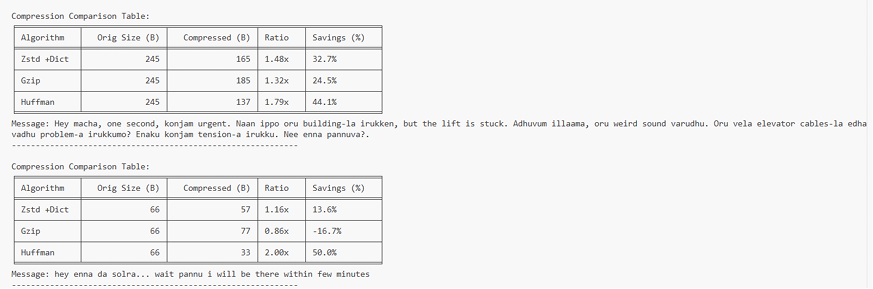 Compression Comparison Table:
Algorithm Orig Size (B) Compressed (B) Ratio Savings (%)
Zstd +Dict 245 165 1.48x 32.7%
Gzip 245 185 1.32x 24.5%
Huffman 245 137 1.79x 44.1%
Message: Hey macha, one second, konjam urgent. Naan ippo oru building-la irukken, but the lift is stuck. Adhuvum illaama, oru weird sound varudhu. Oru vela elevator cables-la edha
vadhu problem-a irukkumo? Enaku konjam tension-a irukku. Nee enna pannuva?.
------------------------------------------------------------
Compression Comparison Table:
Algorithm Orig Size (B) Compressed (B) Ratio Savings (%)
Zstd +Dict 66 57 1.16x 13.6%
Gzip 66 77 0.86x -16.7%
Huffman 66 33 2.00x 50.0%
Message: hey enna da solra... wait pannu i will be there within few minutes
------------------------------------------------------------